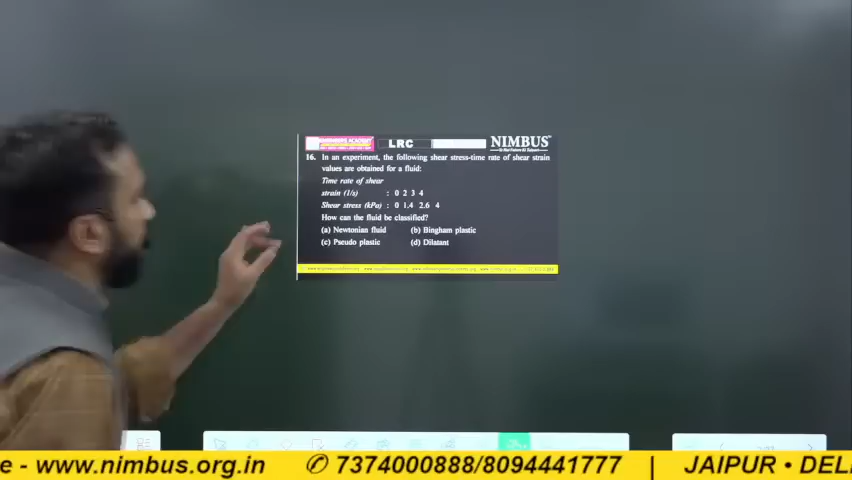 LRC
NIMBUS
16. In an experiment, the following shear stress-time rate of shear strain
values are obtained for a fluid:
Time rate of shear
strain (1/s) : 0 2 3 4
Shear stress (kPa) : 0 1.4 2.6 4
How can the fluid be classified?
(a) Newtonian fluid (b) Bingham plastic
(c) Pseudo plastic (d) Dilatant
e - www.nimbus.org.in ✆ 7374000888/8094441777 | JAIPUR • DEL